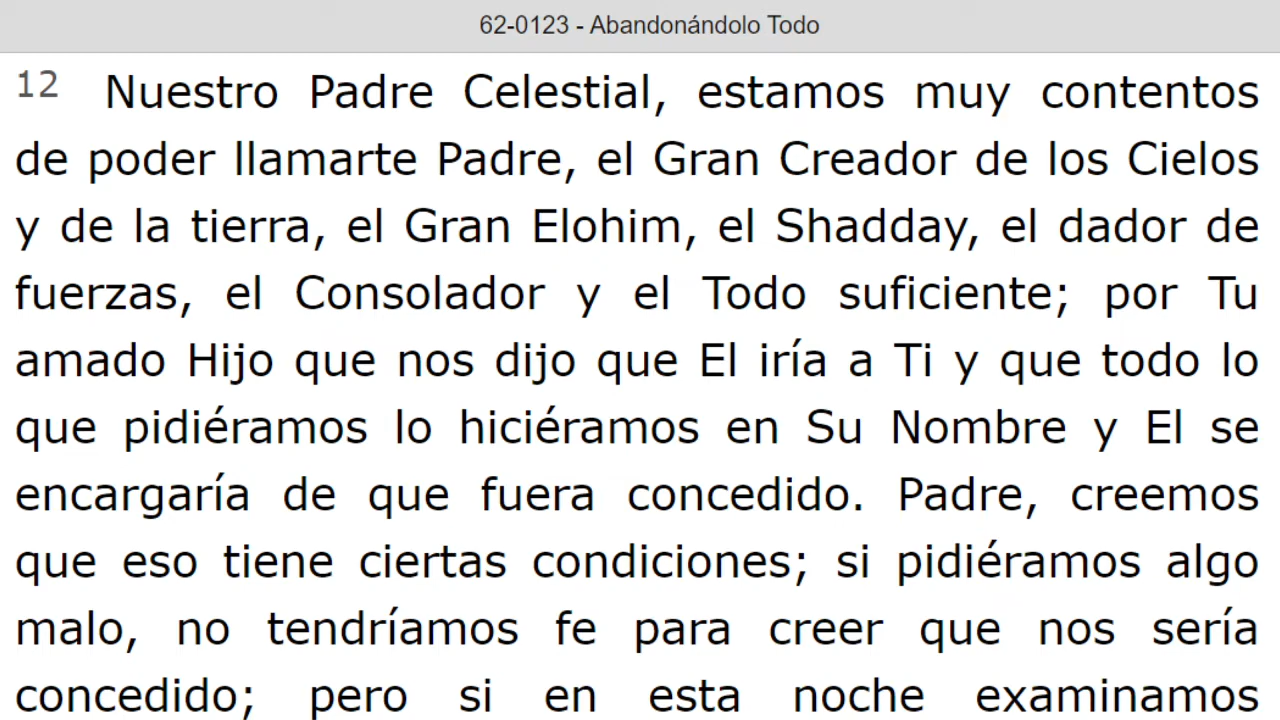 62-0123 - Abandonándolo Todo
12 Nuestro Padre Celestial, estamos muy contentos
de poder llamarte Padre, el Gran Creador de los Cielos
y de la tierra, el Gran Elohim, el Shadday, el dador de
fuerzas, el Consolador y el Todo suficiente; por Tu
amado Hijo que nos dijo que El iría a Ti y que todo lo
que pidiéramos lo hiciéramos en Su Nombre y El se
encargaría de que fuera concedido. Padre, creemos
que eso tiene ciertas condiciones; si pidiéramos algo
malo, no tendríamos fe para creer que nos sería
concedido; pero si en esta noche examinamos